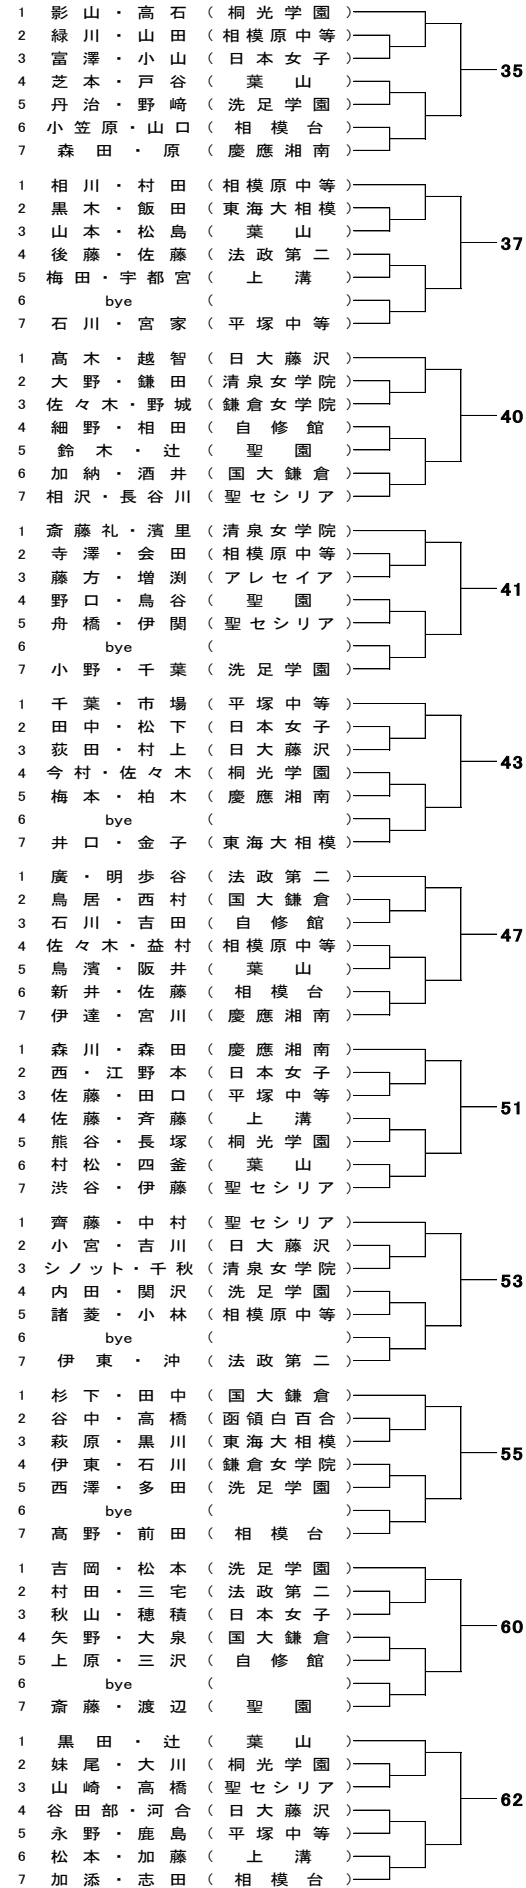 1 影山・高石（桐光学園）
2 緑川・山田（相模原中等）
3 富澤・小山（日本女子）
35
4 芝本・戸谷（葉山）
5 丹治・野﨑（洗足学園）
6 小笠原・山口（相模台）
7 森田・原（慶應湘南）
1 相川・村田（相模原中等）
2 黒木・飯田（東海大相模）
3 山本・松島（葉山）
37
4 後藤・佐藤（法政第二）
5 梅田・宇都宮（上溝）
6 bye（ ）
7 石川・宮家（平塚中等）
1 髙木・越智（日大藤沢）
2 大野・鎌田（清泉女学院）
3 佐々木・野城（鎌倉女学院）
40
4 細野・相田（自修館）
5 鈴木・辻（聖園）
6 加納・酒井（国大鎌倉）
7 相沢・長谷川（聖セシリア）
1 斎藤礼・濱里（清泉女学院）
2 寺澤・会田（相模原中等）
3 藤方・増渕（アレセイア）
41
4 野口・鳥谷（聖園）
5 舟橋・伊関（聖セシリア）
6 bye（ ）
7 小野・千葉（洗足学園）
1 千葉・市場（平塚中等）
2 田中・松下（日本女子）
3 荻田・村上（日大藤沢）
43
4 今村・佐々木（桐光学園）
5 梅本・柏木（慶應湘南）
6 bye（ ）
7 井口・金子（東海大相模）
1 廣・明歩谷（法政第二）
2 鳥居・西村（国大鎌倉）
3 石川・吉田（自修館）
47
4 佐々木・益村（相模原中等）
5 鳥濱・阪井（葉山）
6 新井・佐藤（相模台）
7 伊達・宮川（慶應湘南）
1 森川・森田（慶應湘南）
2 西・江野本（日本女子）
3 佐藤・田口（平塚中等）
51
4 佐藤・斉藤（上溝）
5 熊谷・長塚（桐光学園）
6 村松・四釜（葉山）
7 渋谷・伊藤（聖セシリア）
1 齊藤・中村（聖セシリア）
2 小宮・吉川（日大藤沢）
3 シノット・千秋（清泉女学院）
53
4 内田・関沢（洗足学園）
5 諸菱・小林（相模原中等）
6 bye（ ）
7 伊東・沖（法政第二）
1 杉下・田中（国大鎌倉）
2 谷中・高橋（函領白百合）
3 萩原・黒川（東海大相模）
55
4 伊東・石川（鎌倉女学院）
5 西澤・多田（洗足学園）
6 bye（ ）
7 髙野・前田（相模台）
1 吉岡・松本（洗足学園）
2 村田・三宅（法政第二）
3 秋山・穂積（日本女子）
60
4 矢野・大泉（国大鎌倉）
5 上原・三沢（自修館）
6 bye（ ）
7 斎藤・渡辺（聖園）
1 黒田・辻（葉山）
2 妹尾・大川（桐光学園）
3 山崎・高橋（聖セシリア）
62
4 谷田部・河合（日大藤沢）
5 永野・鹿島（平塚中等）
6 松本・加藤（上溝）
7 加添・志田（相模台）